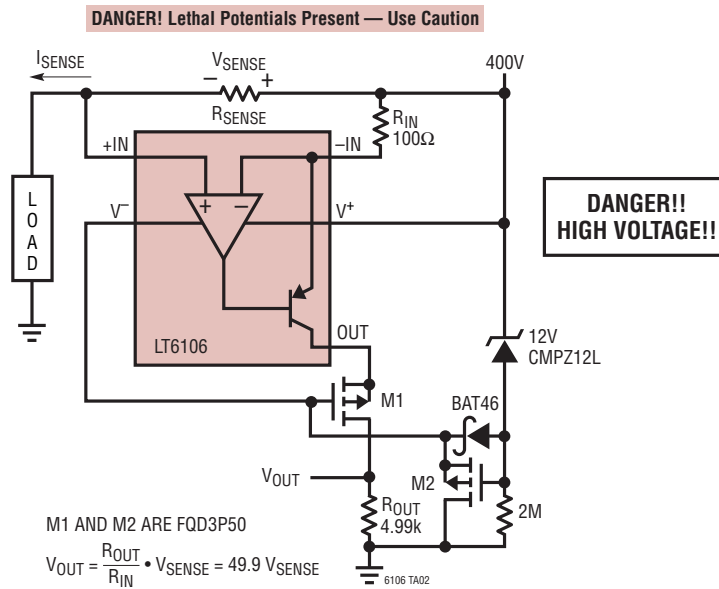 DANGER! Lethal Potentials Present — Use Caution
ISENSE
VSENSE
– +
RSENSE
400V
RIN
100Ω
+IN
–IN
LOAD
V–
V+
+ –
DANGER!!
HIGH VOLTAGE!!
LT6106
OUT
12V
CMPZ12L
M1
BAT46
VOUT
M2
ROUT
4.99k
2M
M1 AND M2 ARE FQD3P50
VOUT = ROUT/RIN • VSENSE = 49.9 VSENSE
6106 TA02